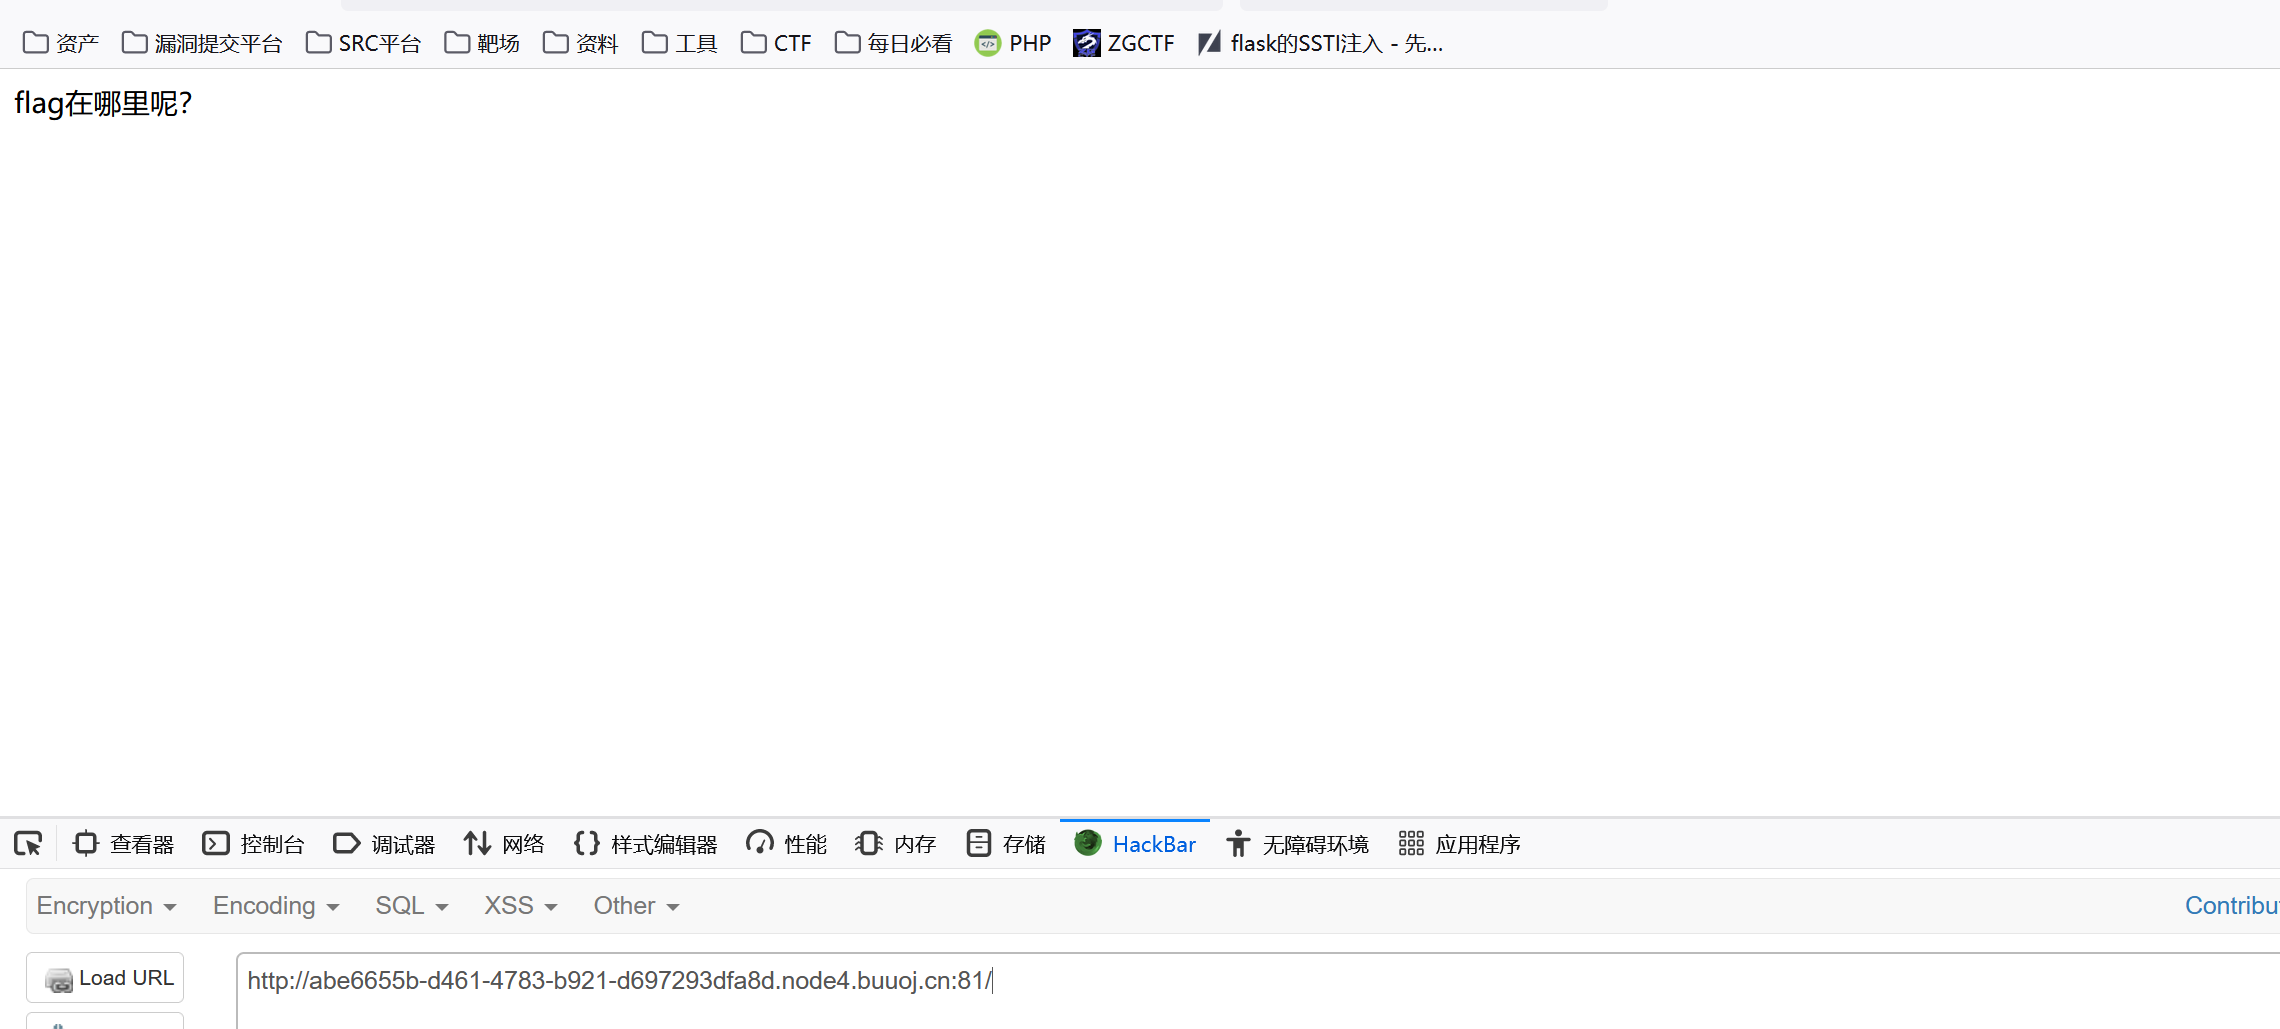 资产 漏洞提交平台 SRC平台 靶场 资料 工具 CTF 每日必看 PHP ZGCTF flask的SSTI注入 - 先...
flag在哪里呢？
查看器 控制台 调试器 网络 样式编辑器 性能 内存 存储 HackBar 无障碍环境 应用程序
Encryption Encoding SQL XSS Other Contribu
Load URL http://abe6655b-d461-4783-b921-d697293dfa8d.node4.buuoj.cn:81/